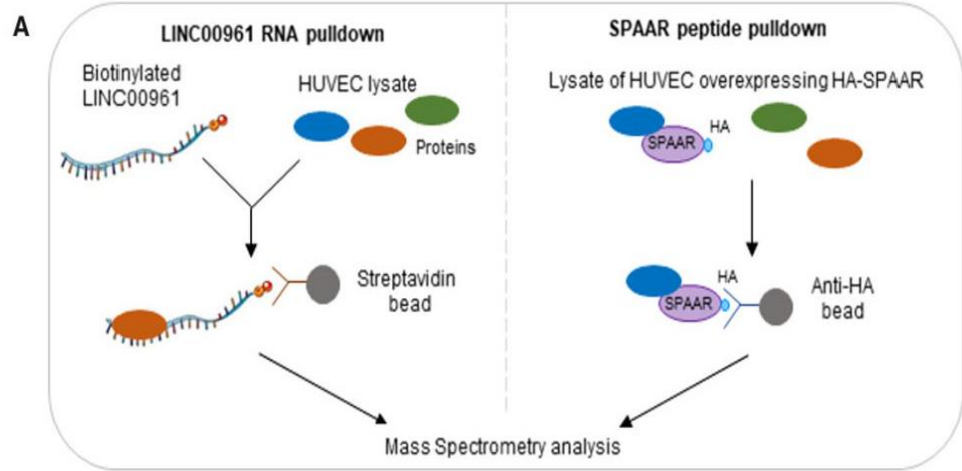 A
LINC00961 RNA pulldown
Biotinylated
LINC00961
HUVEC lysate
Proteins
Streptavidin
bead
SPAAR peptide pulldown
Lysate of HUVEC overexpressing HA-SPAAR
HA
SPAAR
HA
SPAAR
Anti-HA
bead
Mass Spectrometry analysis